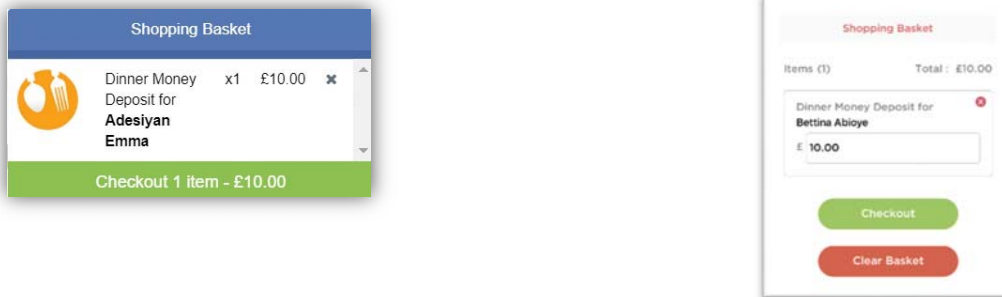 Shopping Basket
Dinner Money x1 £10.00 ×
Deposit for
Adesiyan
Emma
Checkout 1 item - £10.00
Shopping Basket
Items (1) Total : £10.00
Dinner Money Deposit for
Bettina Abioye
£ 10.00
Checkout
Clear Basket